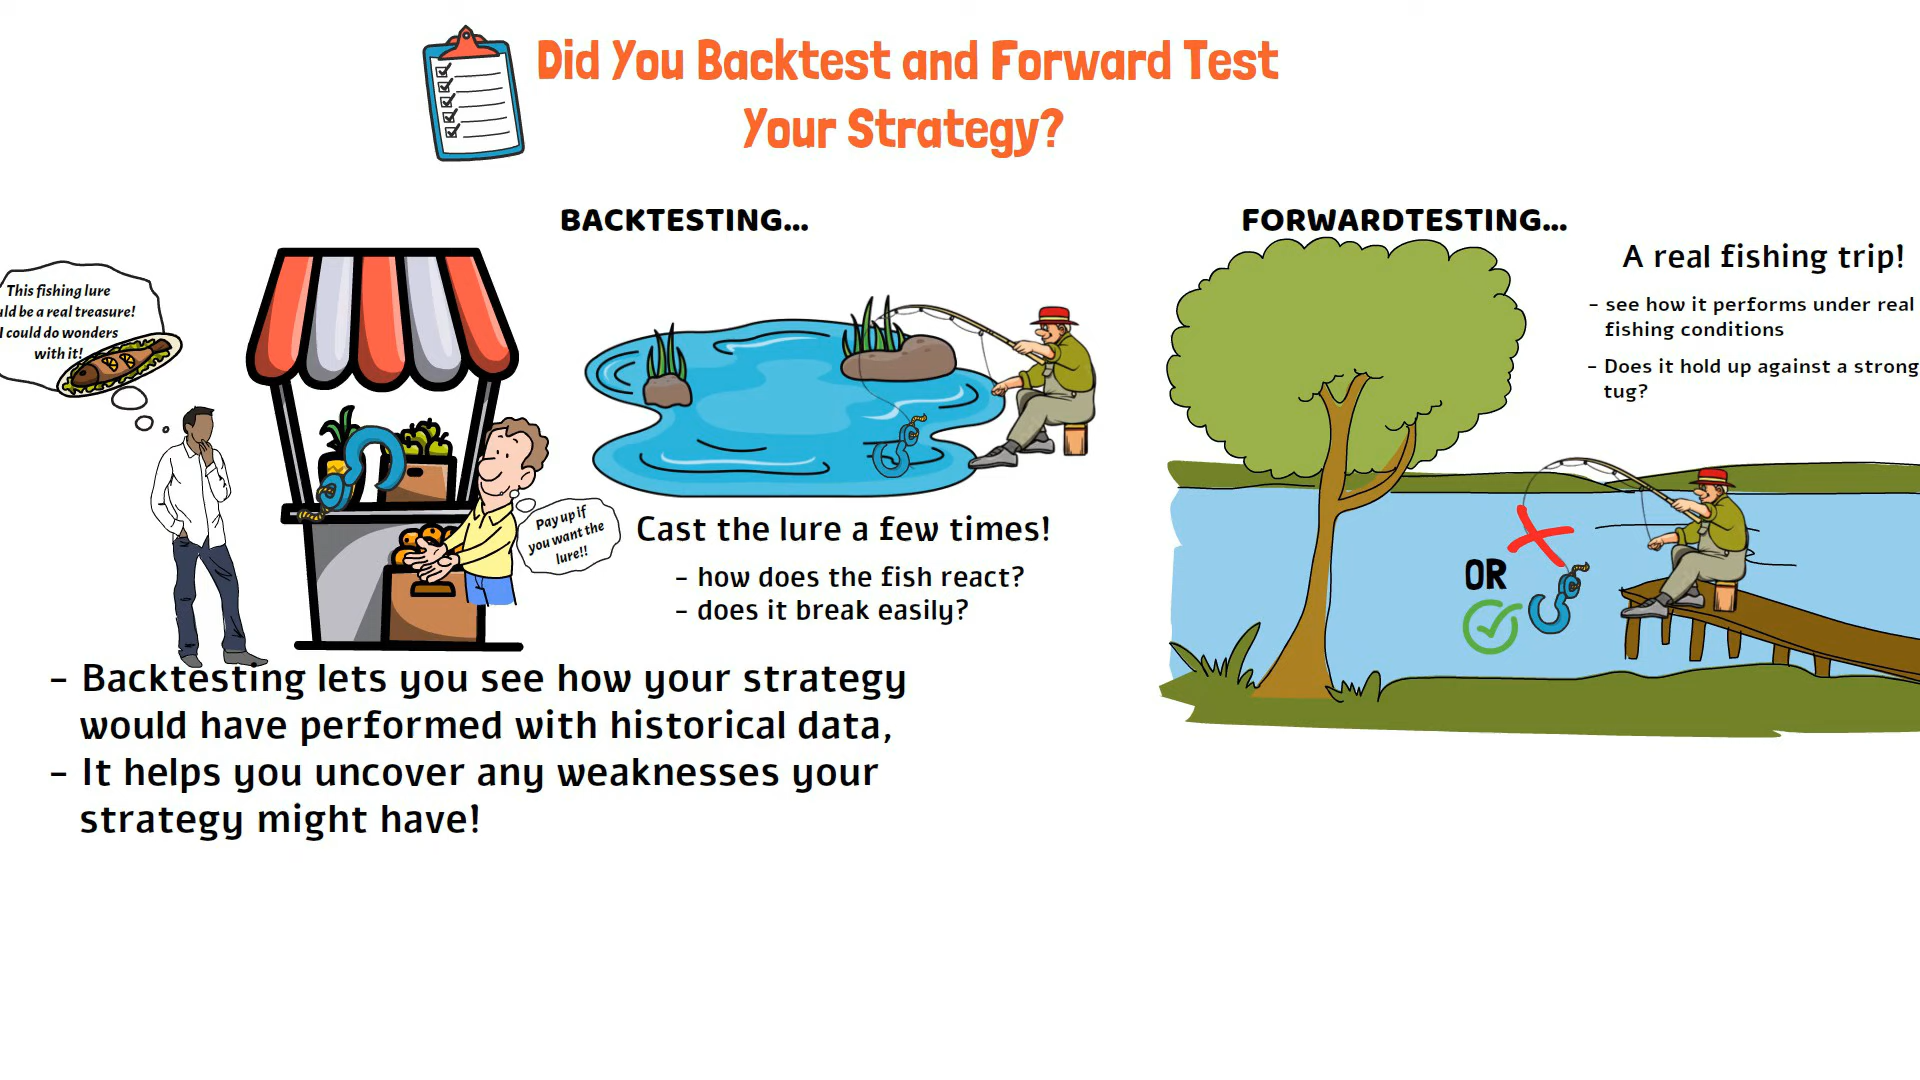 Did You Backtest and Forward Test
Your Strategy?
BACKTESTING...
FORWARDTESTING...
This fishing lure
be a real treasure!
I could do wonders
with it!
Pay up if
you want the
lure!!
Cast the lure a few times!
- how does the fish react?
- does it break easily?
A real fishing trip!
- see how it performs under real
fishing conditions
- Does it hold up against a strong
tug?
OR
- Backtesting lets you see how your strategy
would have performed with historical data,
- It helps you uncover any weaknesses your
strategy might have!